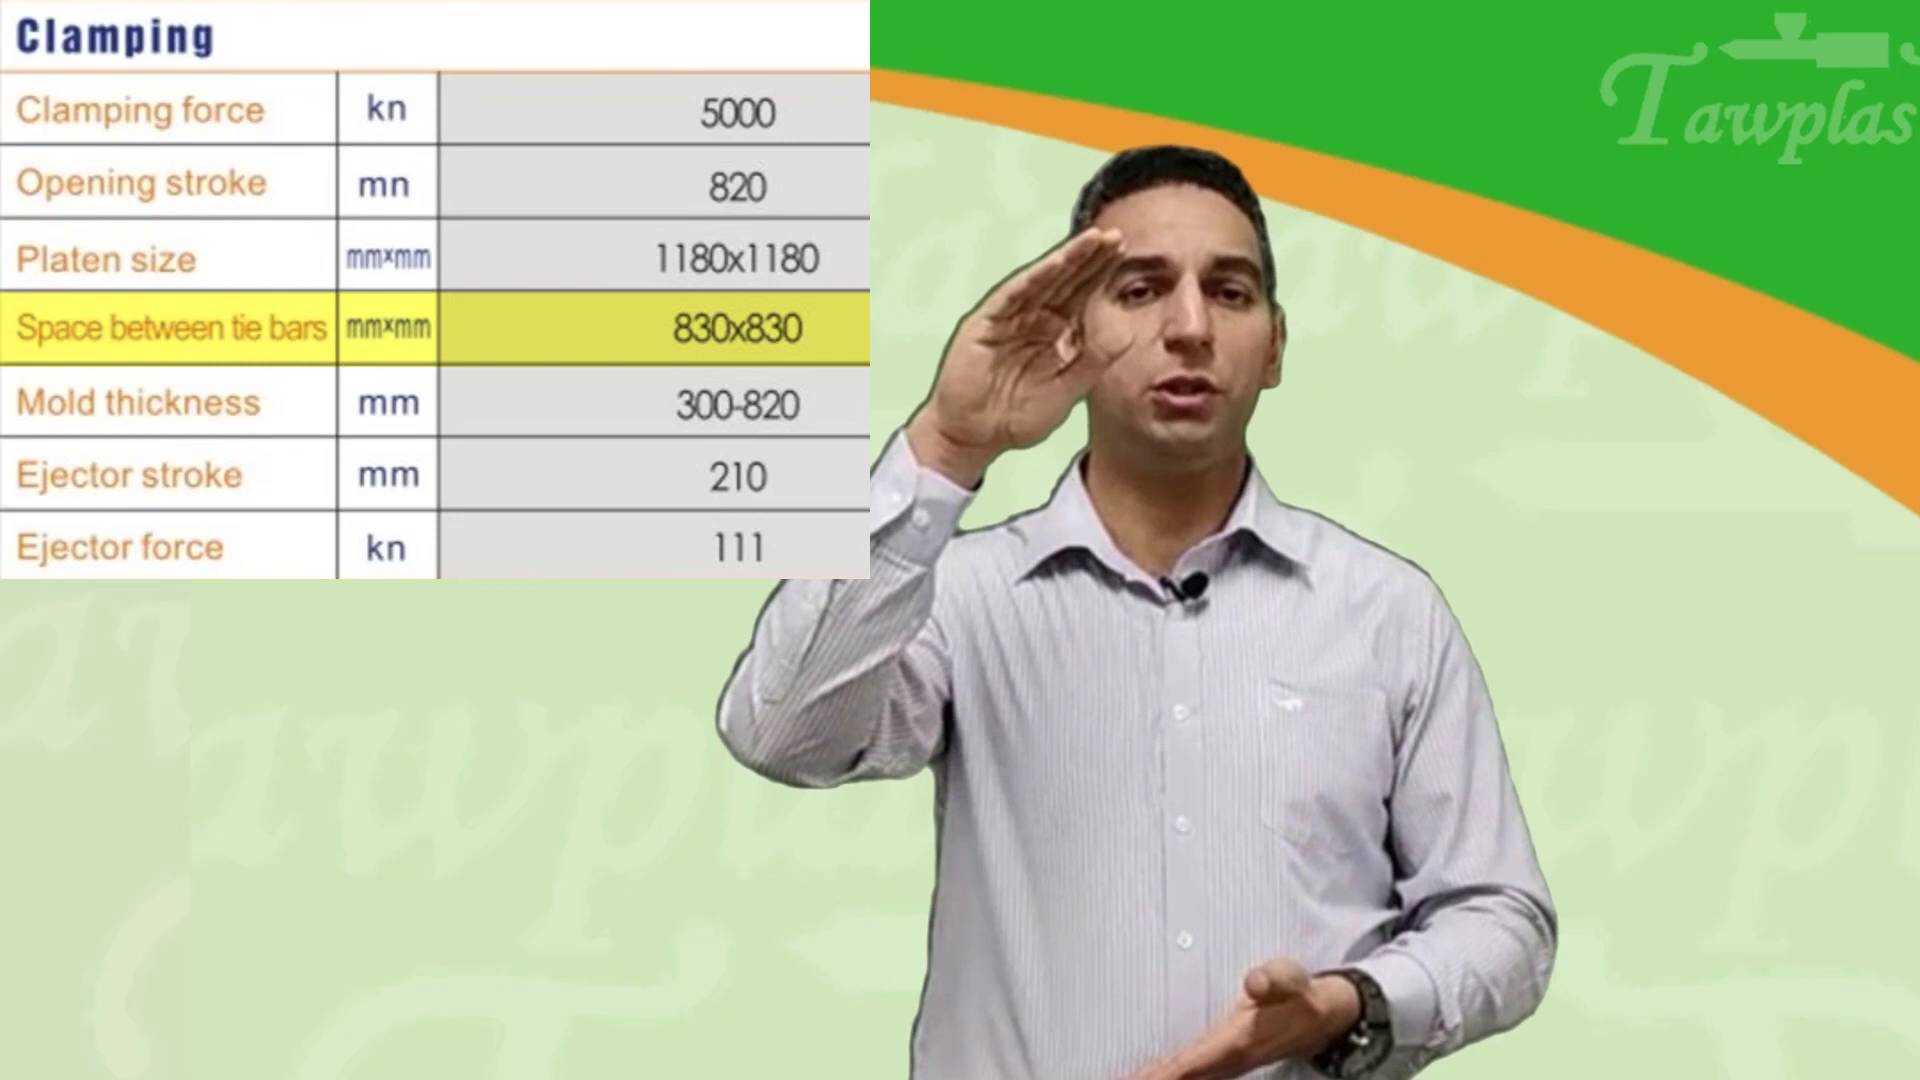 Clamping
Clamping force kn 5000
Opening stroke mn 820
Platen size mm×mm 1180x1180
Space between tie bars mm×mm 830x830
Mold thickness mm 300-820
Ejector stroke mm 210
Ejector force kn 111
Tawplas